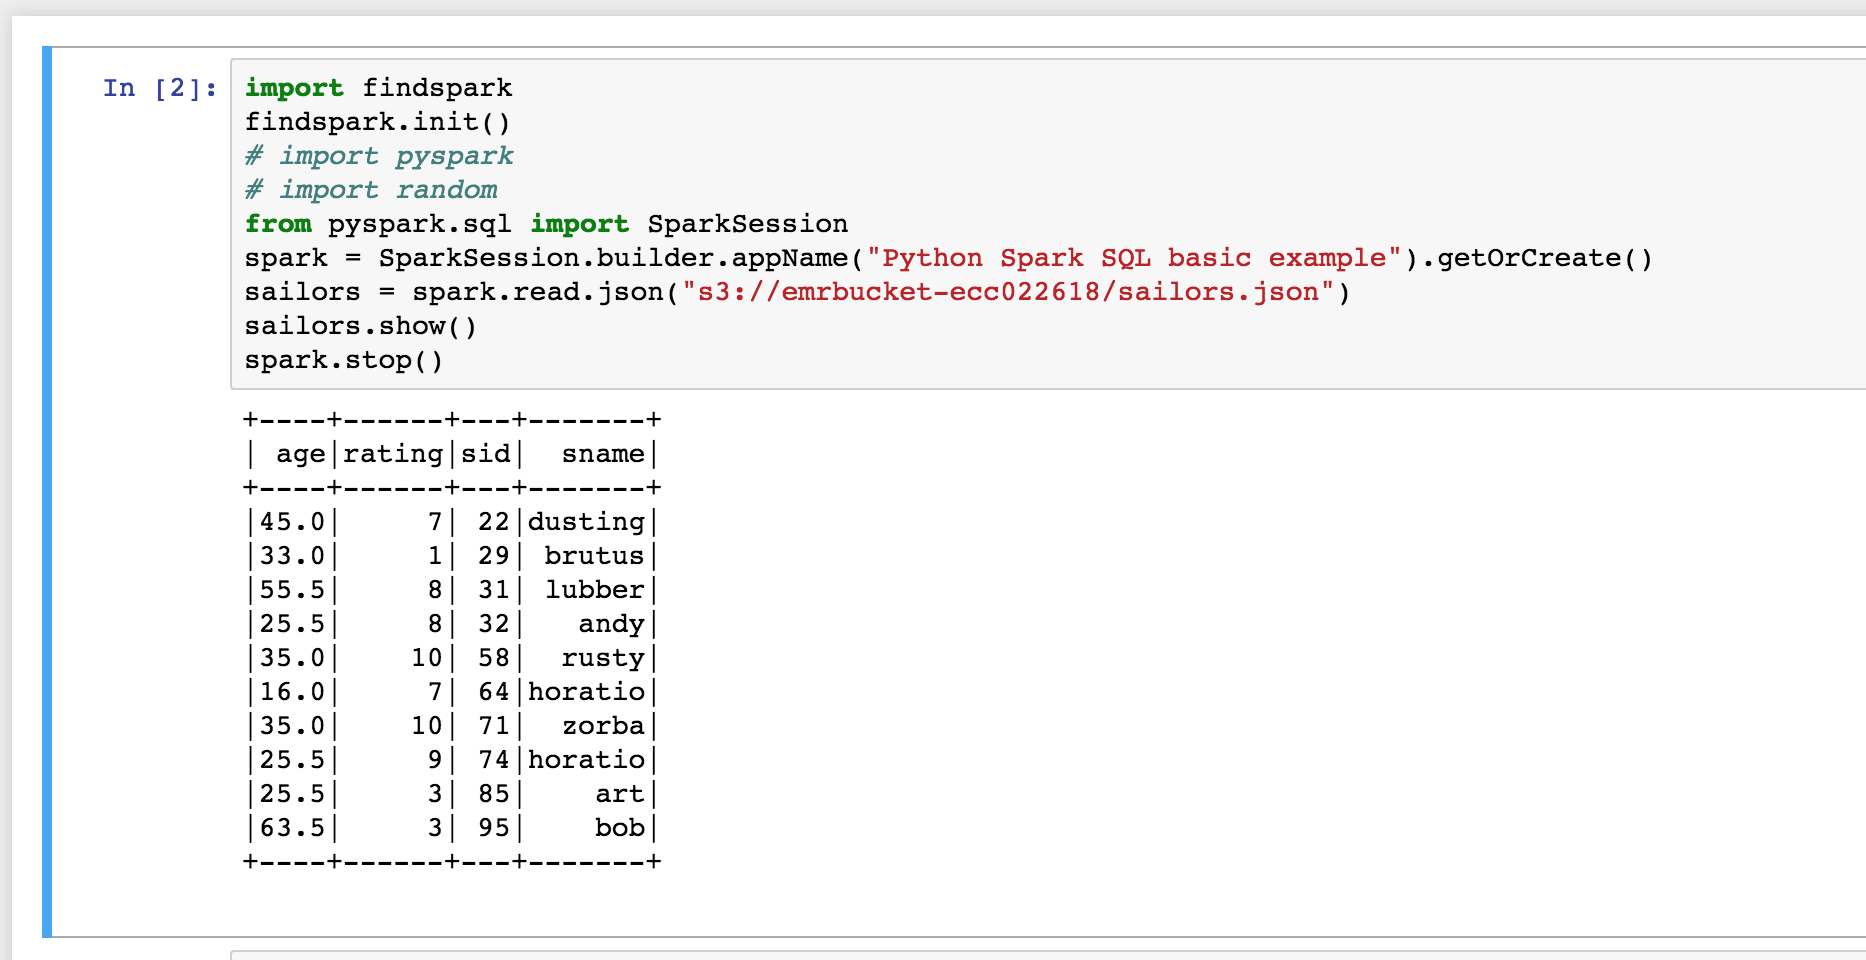 In [2]:
import findspark
findspark.init()
# import pyspark
# import random
from pyspark.sql import SparkSession
spark = SparkSession.builder.appName("Python Spark SQL basic example").getOrCreate()
sailors = spark.read.json("s3://emrbucket-ecc022618/sailors.json")
sailors.show()
spark.stop()
+----+------+---+-------+
| age|rating|sid|  sname|
+----+------+---+-------+
|45.0|     7| 22|dusting|
|33.0|     1| 29| brutus|
|55.5|     8| 31| lubber|
|25.5|     8| 32|   andy|
|35.0|    10| 58|  rusty|
|16.0|     7| 64|horatio|
|35.0|    10| 71|  zorba|
|25.5|     9| 74|horatio|
|25.5|     3| 85|    art|
|63.5|     3| 95|    bob|
+----+------+---+-------+